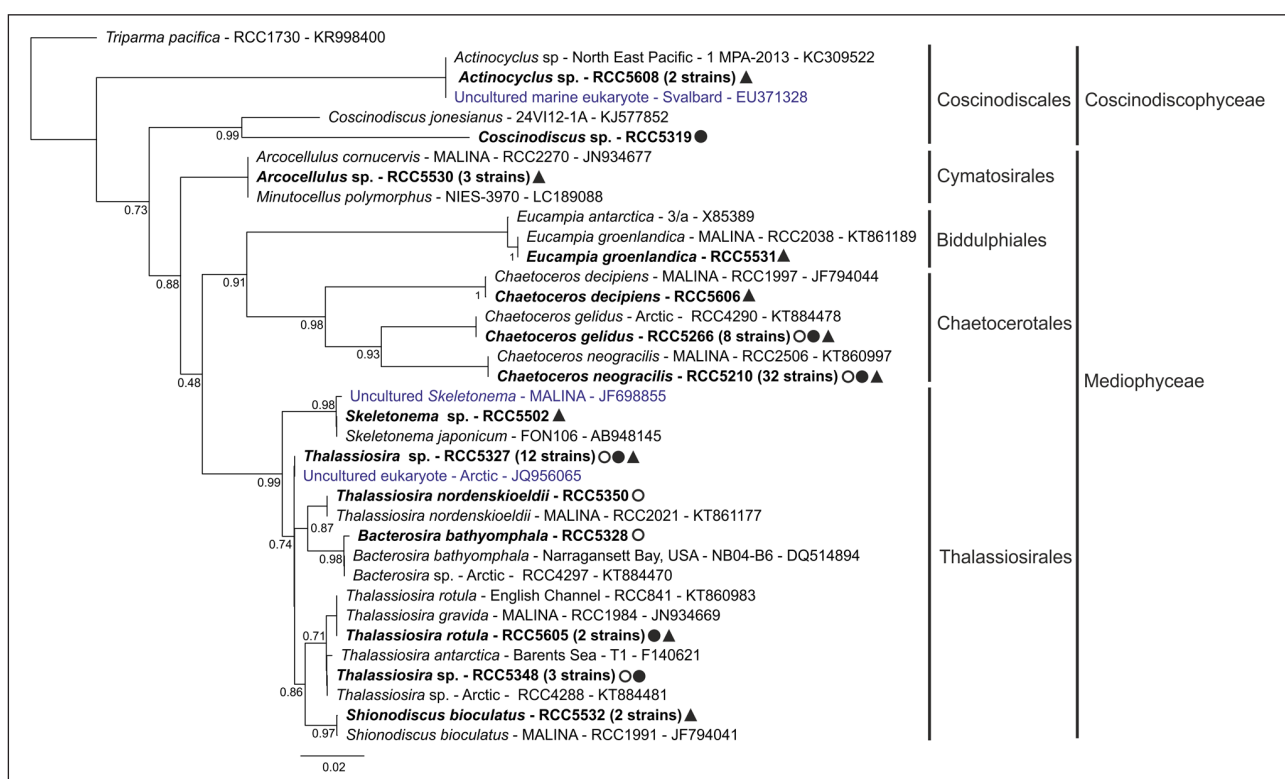 Triparma pacifica - RCC1730 - KR998400
Actinocyclus sp - North East Pacific - 1 MPA-2013 - KC309522
Actinocyclus sp. - RCC5608 (2 strains)
Uncultured marine eukaryote - Svalbard - EU371328
Coscinodiscales
Coscinodiscophyceae
Coscinodiscus jonesianus - 24VI12-1A - KJ577852
0.99
Coscinodiscus sp. - RCC5319
Arcocellulus cornucervis - MALINA - RCC2270 - JN934677
Arcocellulus sp. - RCC5530 (3 strains)
Cymatosirales
Minutocellus polymorphus - NIES-3970 - LC189088
0.73
Eucampia antarctica - 3/a - X85389
Eucampia groenlandica - MALINA - RCC2038 - KT861189
Biddulphiales
1
Eucampia groenlandica - RCC5531
0.88
0.91
Chaetoceros decipiens - MALINA - RCC1997 - JF794044
1
Chaetoceros decipiens - RCC5606
Chaetoceros gelidus - Arctic - RCC4290 - KT884478
0.98
Chaetocerotales
Chaetoceros gelidus - RCC5266 (8 strains)
0.93
Chaetoceros neogracilis - MALINA - RCC2506 - KT860997
Chaetoceros neogracilis - RCC5210 (32 strains)
0.48
Mediophyceae
Uncultured Skeletonema - MALINA - JF698855
0.98
Skeletonema sp. - RCC5502
Skeletonema japonicum - FON106 - AB948145
Thalassiosira sp. - RCC5327 (12 strains)
Uncultured eukaryote - Arctic - JQ956065
0.99
Thalassiosira nordenskioeldii - RCC5350
Thalassiosira nordenskioeldii - MALINA - RCC2021 - KT861177
0.87
Bacterosira bathyomphala - RCC5328
0.74
Bacterosira bathyomphala - Narragansett Bay, USA - NB04-B6 - DQ514894
0.98
Thalassiosirales
Bacterosira sp. - Arctic - RCC4297 - KT884470
Thalassiosira rotula - English Channel - RCC841 - KT860983
Thalassiosira gravida - MALINA - RCC1984 - JN934669
0.71
Thalassiosira rotula - RCC5605 (2 strains)
Thalassiosira antarctica - Barents Sea - T1 - F140621
Thalassiosira sp. - RCC5348 (3 strains)
0.86
Thalassiosira sp. - Arctic - RCC4288 - KT884481
Shionodiscus bioculatus - RCC5532 (2 strains)
0.97
Shionodiscus bioculatus - MALINA - RCC1991 - JF794041
0.02